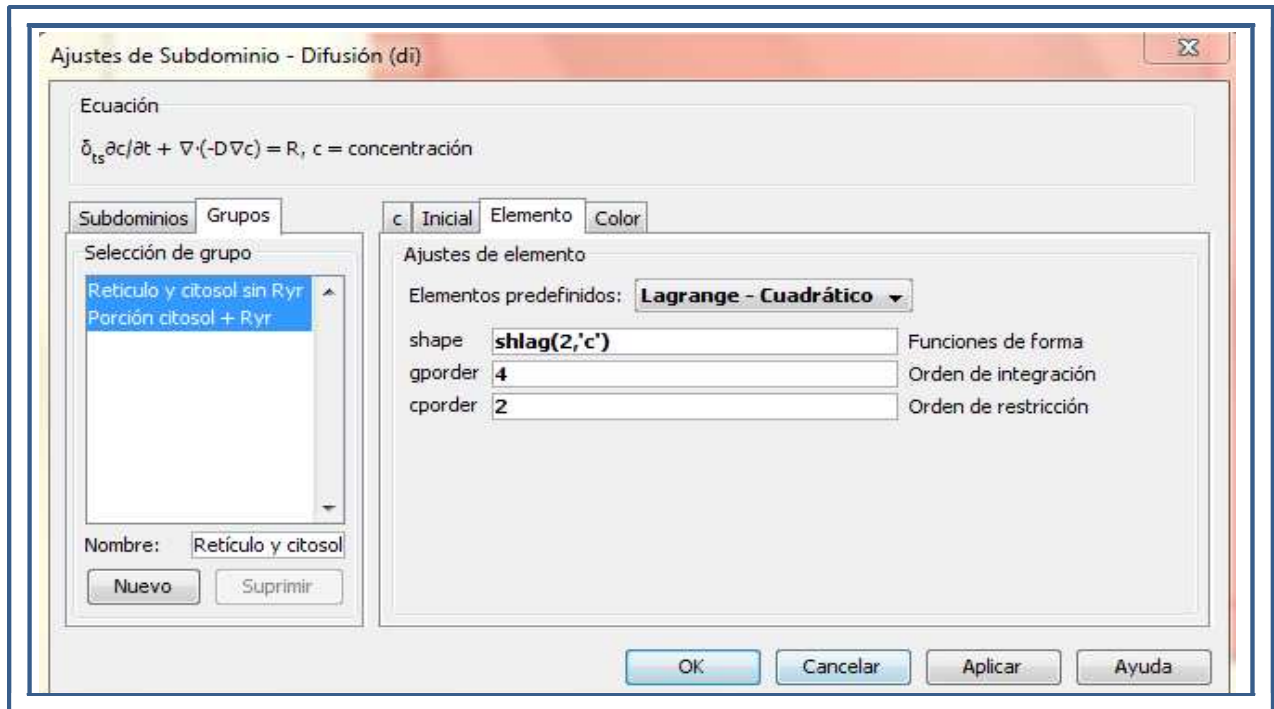 Ajustes de Subdominio - Difusión (di)
Ecuación
δts∂c/∂t + ∇·(-D∇c) = R, c = concentración
Subdominios Grupos
Selección de grupo
Reticulo y citosol sin Ryr
Porción citosol + Ryr
Nombre: Retículo y citosol
Nuevo Suprimir
c Inicial Elemento Color
Ajustes de elemento
Elementos predefinidos: Lagrange - Cuadrático
shape shlag(2,'c') Funciones de forma
gporder 4 Orden de integración
cporder 2 Orden de restricción
OK Cancelar Aplicar Ayuda